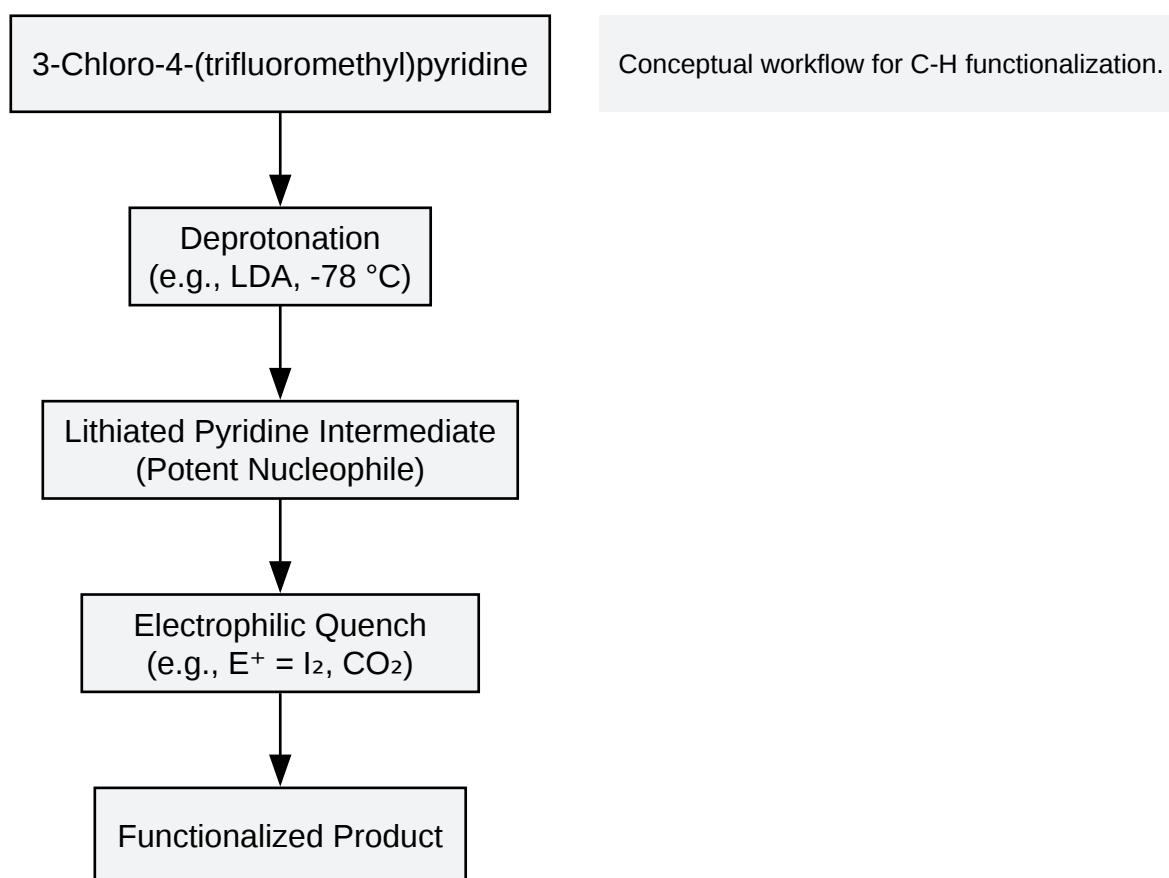 3-Chloro-4-(trifluoromethyl)pyridine
Conceptual workflow for C-H functionalization.
Deprotonation
(e.g., LDA, -78 °C)
Lithiated Pyridine Intermediate
(Potent Nucleophile)
Electrophilic Quench
(e.g., E⁺ = I₂, CO₂)
Functionalized Product